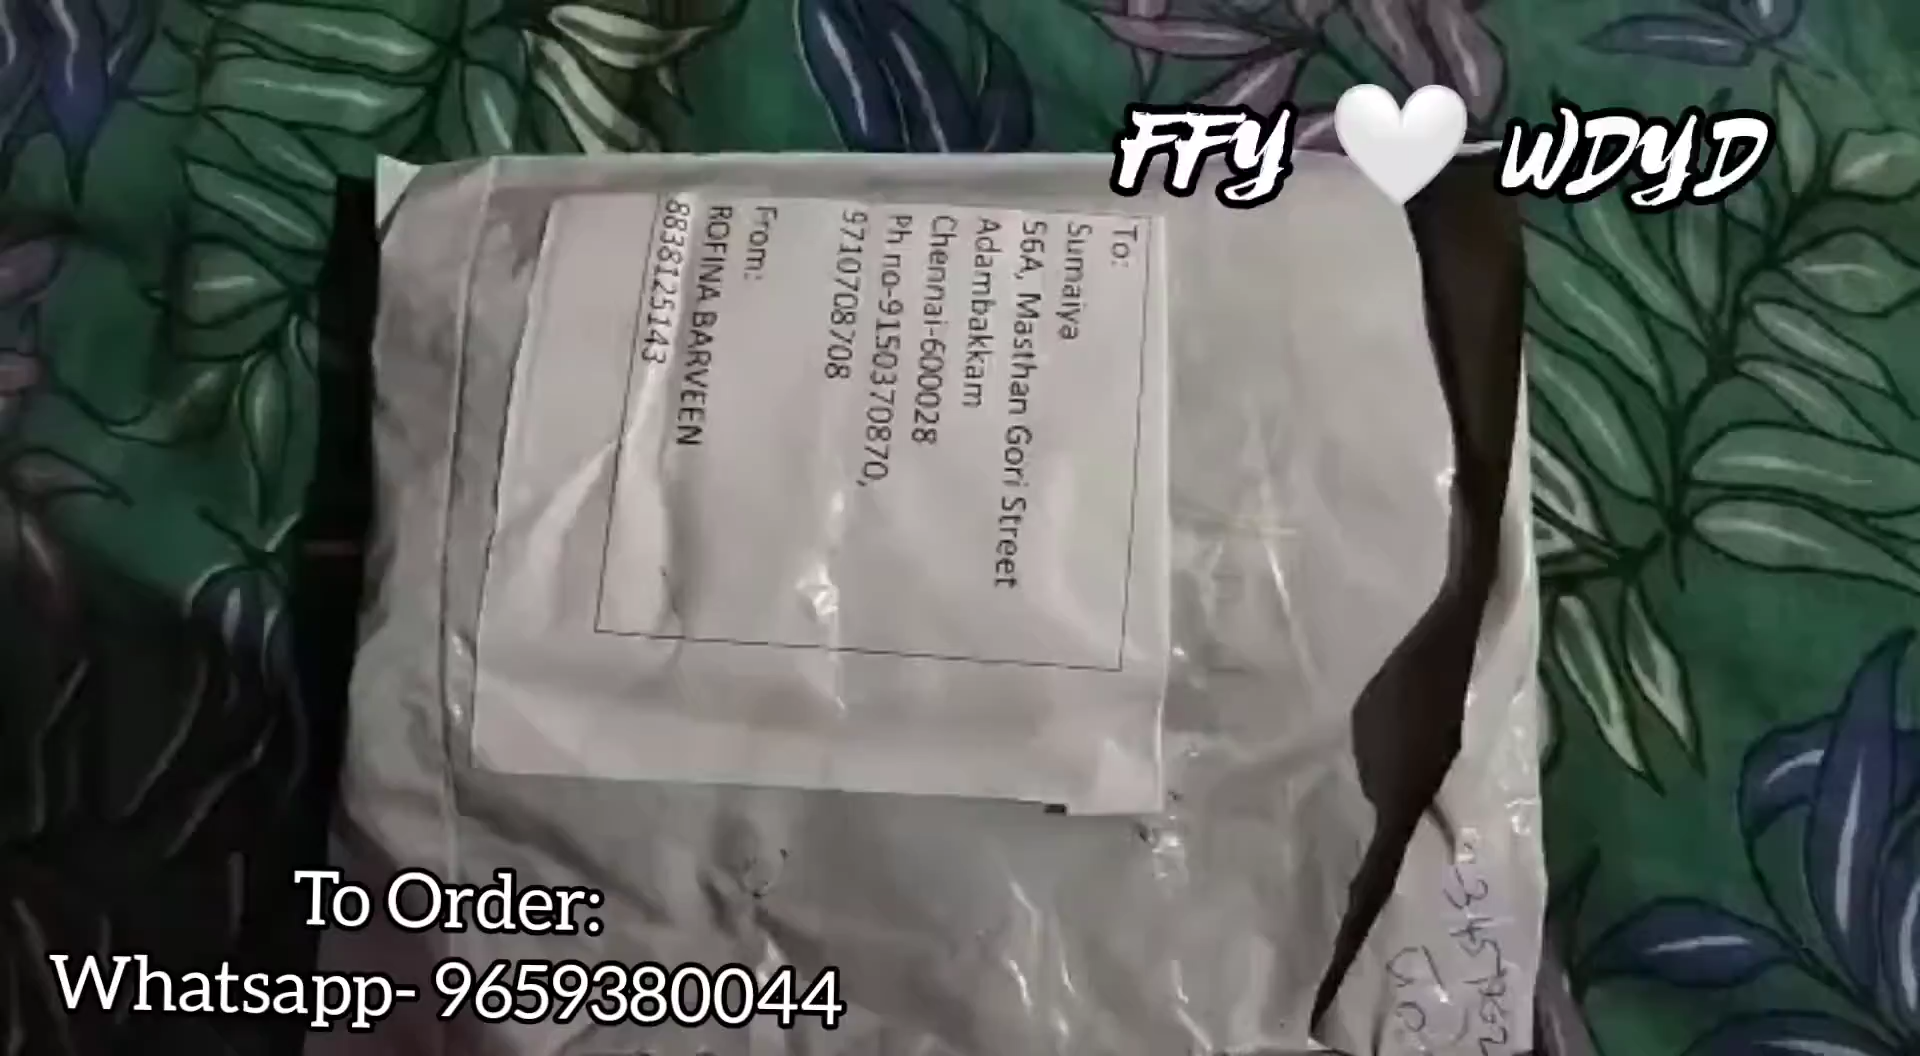 FFY 🤍 WDYD
To:
Sumaiya
56A, Masthan Gori Street
Adambakkam
Chennai-600028
Ph no-9150370870,
9710708708
From:
ROFINA BARVEEN
8838125143
To Order:
Whatsapp- 9659380044